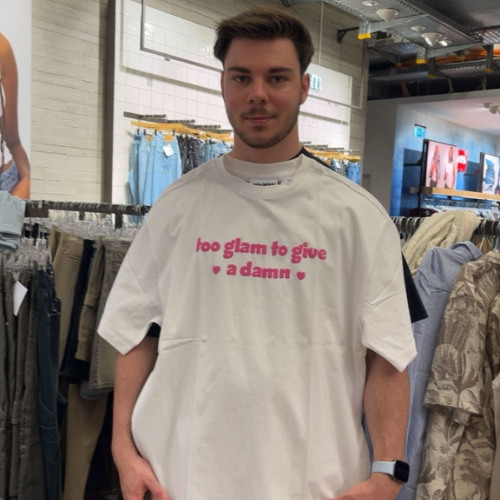 too glam to give
♥ a damn ♥